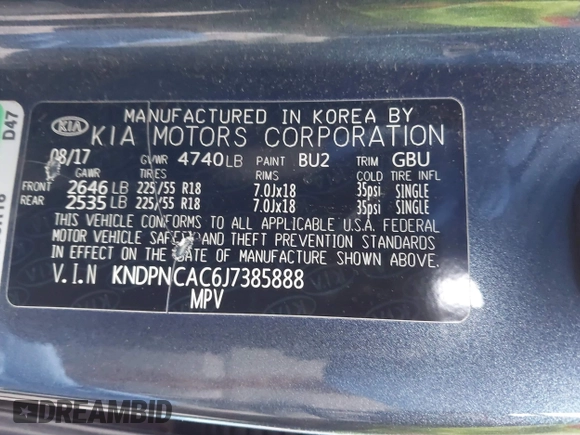 D47
MANUFACTURED IN KOREA BY
KIA KIA MOTORS CORPORATION
08/17 GVWR 4740LB PAINT BU2 TRIM GBU
GAWR TIRES RIMS COLD TIRE INFL
FRONT 2646 LB 225/55 R18 7.0Jx18 35psi SINGLE
REAR 2535 LB 225/55 R18 7.0Jx18 35psi SINGLE
THIS VEHICLE CONFORMS TO ALL APPLICABLE U.S.A. FEDERAL
MOTOR VEHICLE SAFETY AND THEFT PREVENTION STANDARDS
IN EFFECT ON THE DATE OF MANUFACTURE SHOWN ABOVE.
V.I.N KNDPNCAC6J7385888
MPV
DREAMBID